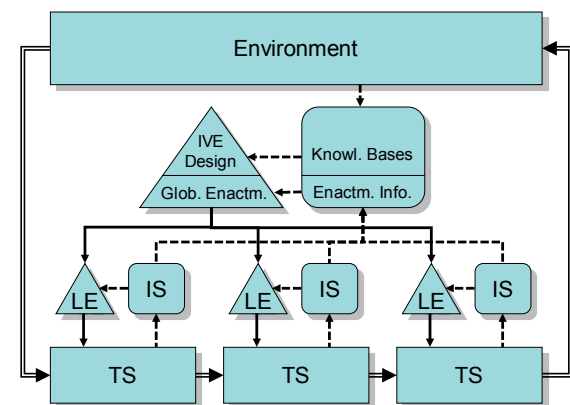 Environment
IVE
Design
Knowl. Bases
Glob. Enactm.
Enactm. Info.
LE
IS
LE
IS
LE
IS
TS
TS
TS